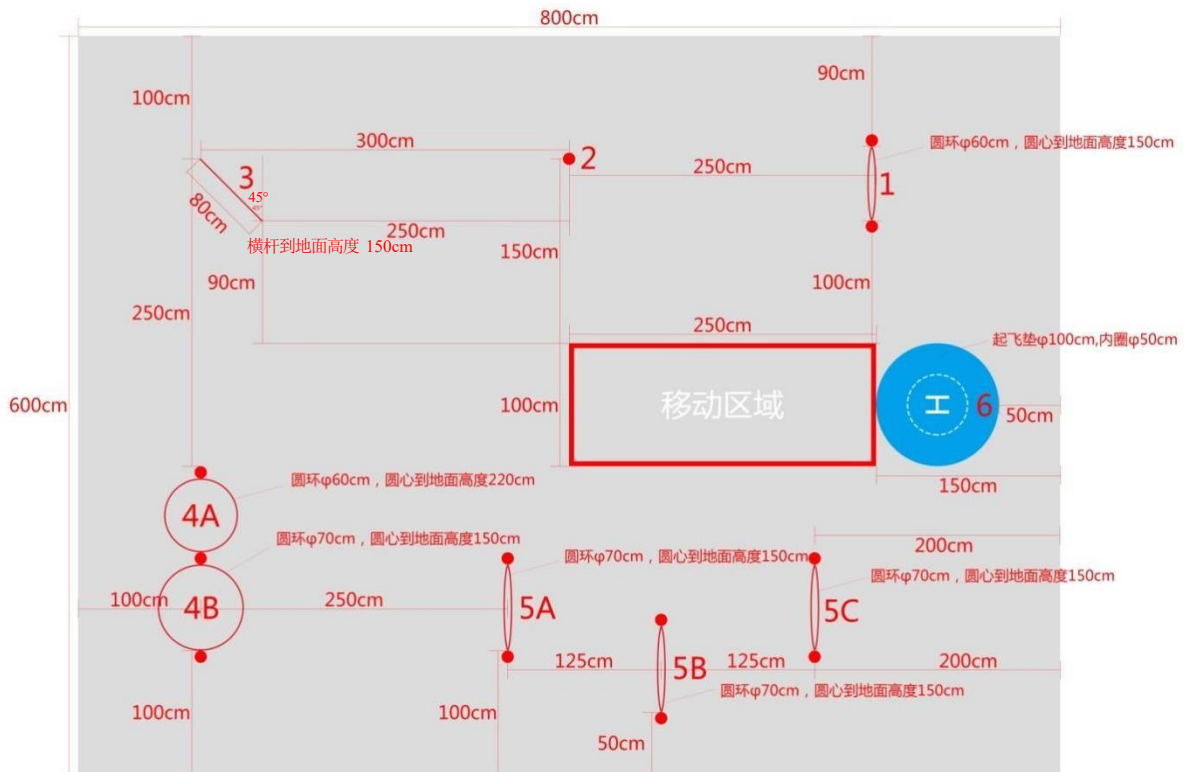 800cm
100cm
90cm
300cm
圆环φ60cm，圆心到地面高度150cm
2
250cm
3
1
45°
80cm
250cm
横杆到地面高度 150cm
150cm
90cm
100cm
250cm
250cm
起飞垫φ100cm,内圈φ50cm
600cm
100cm
移动区域
H
6
50cm
圆环φ60cm，圆心到地面高度220cm
150cm
4A
圆环φ70cm，圆心到地面高度150cm
200cm
圆环φ70cm，圆心到地面高度150cm
圆环φ70cm，圆心到地面高度150cm
100cm
4B
250cm
5A
5C
125cm
5B
125cm
200cm
圆环φ70cm，圆心到地面高度150cm
100cm
100cm
50cm